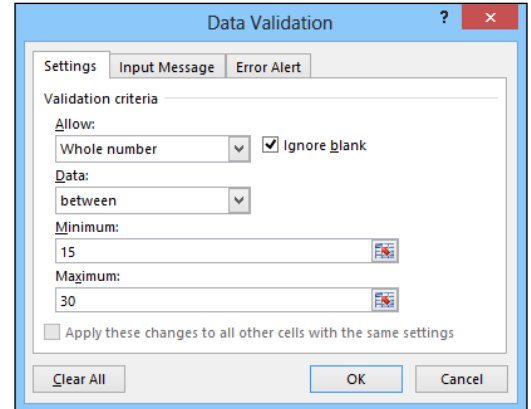 Data Validation ? ×
Settings Input Message Error Alert
Validation criteria
Allow:
Whole number Ignore blank
Data:
between
Minimum:
15
Maximum:
30
Apply these changes to all other cells with the same settings
Clear All OK Cancel